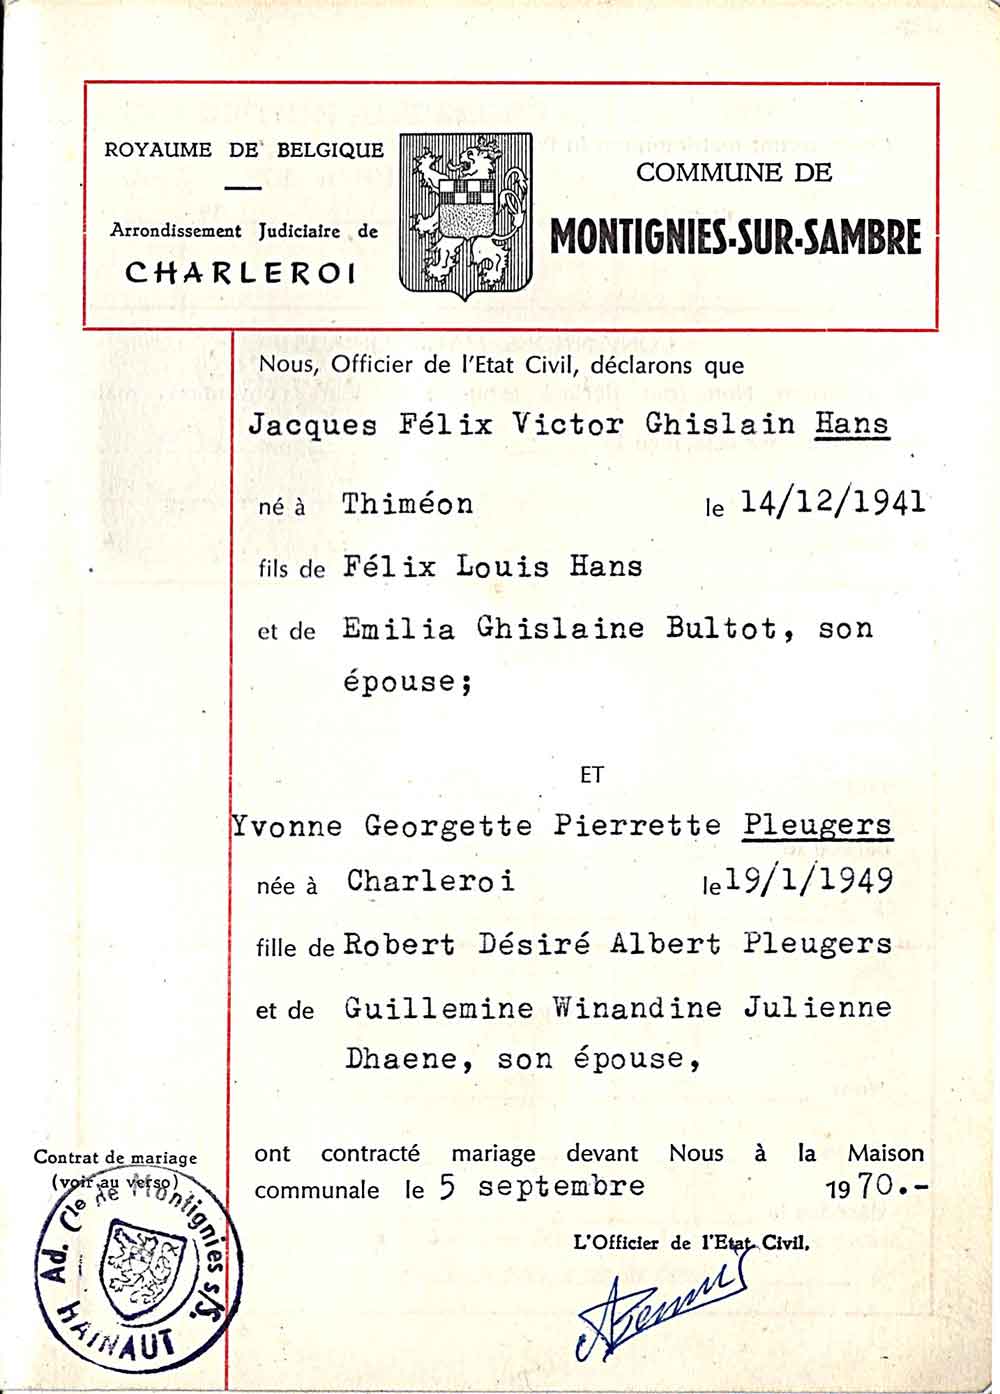 ROYAUME DE BELGIQUE
Arrondissement Judiciaire de
CHARLEROI
COMMUNE DE
MONTIGNIES-SUR-SAMBRE
Nous, Officier de l'Etat Civil, déclarons que
Jacques Félix Victor Ghislain Hans
né à Thiméon le 14/12/1941
fils de Félix Louis Hans
et de Emilia Ghislaine Bultot, son
épouse;
ET
Yvonne Georgette Pierrette Pleugers
née à Charleroi le 19/1/1949
fille de Robert Désiré Albert Pleugers
et de Guillemine Winandine Julienne
Dhaene, son épouse,
ont contracté mariage devant Nous à la Maison
communale le 5 septembre 1970.-
Contrat de mariage
(voir au verso)
L'Officier de l'Etat Civil,
Ad. Cle de Montignies s/S.
HAINAUT